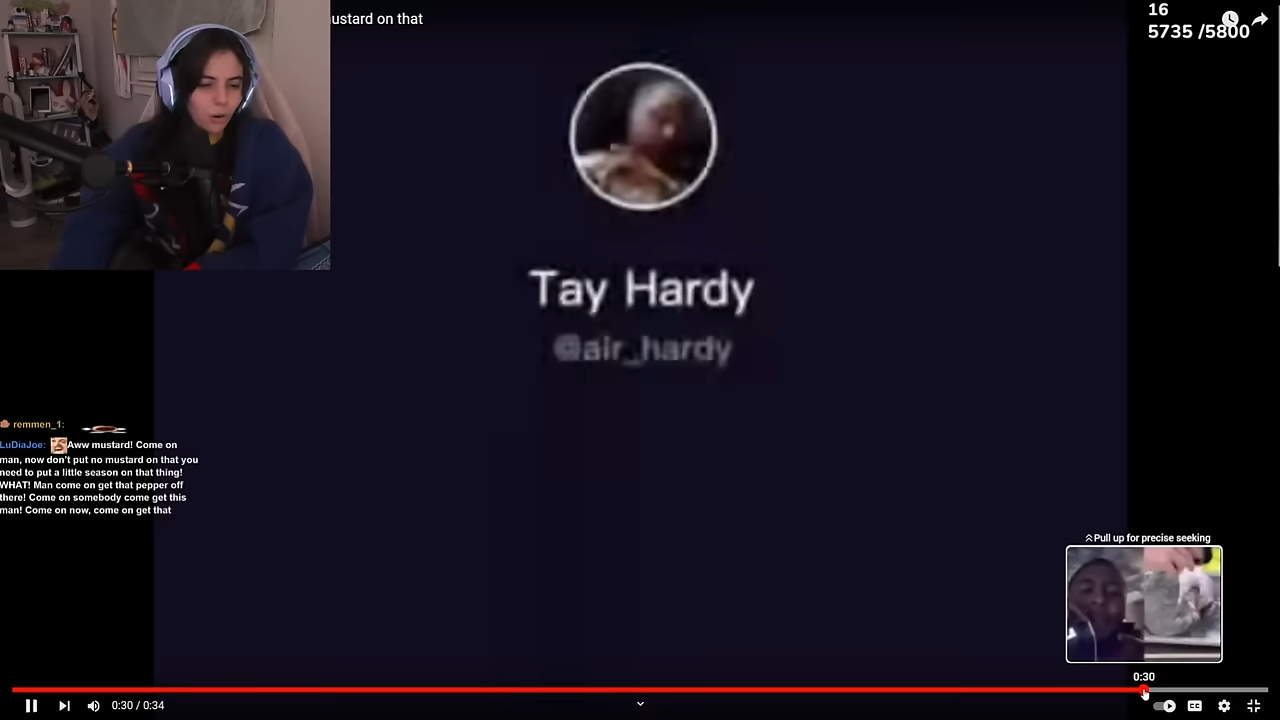 ustard on that
16
5735 /5800
Tay Hardy
@air_hardy
remmen_1:
LuDiaJoe: Aww mustard! Come on
man, now don't put no mustard on that you
need to put a little season on that thing!
WHAT! Man come on get that pepper off
there! Come on somebody come get this
man! Come on now, come on get that
Pull up for precise seeking
0:30
0:30 / 0:34